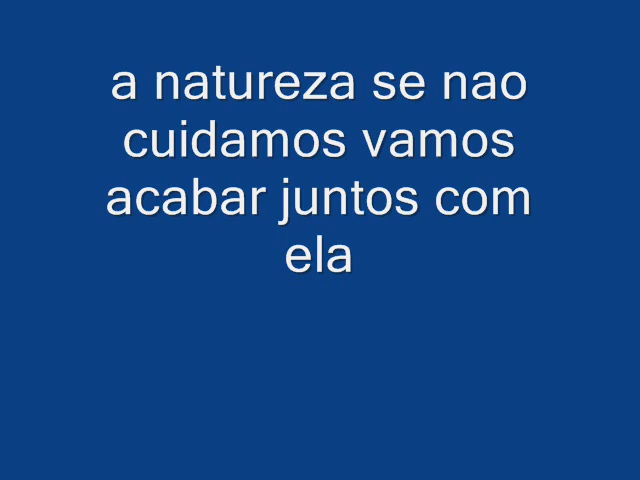 a natureza se nao
cuidamos vamos
acabar juntos com
ela